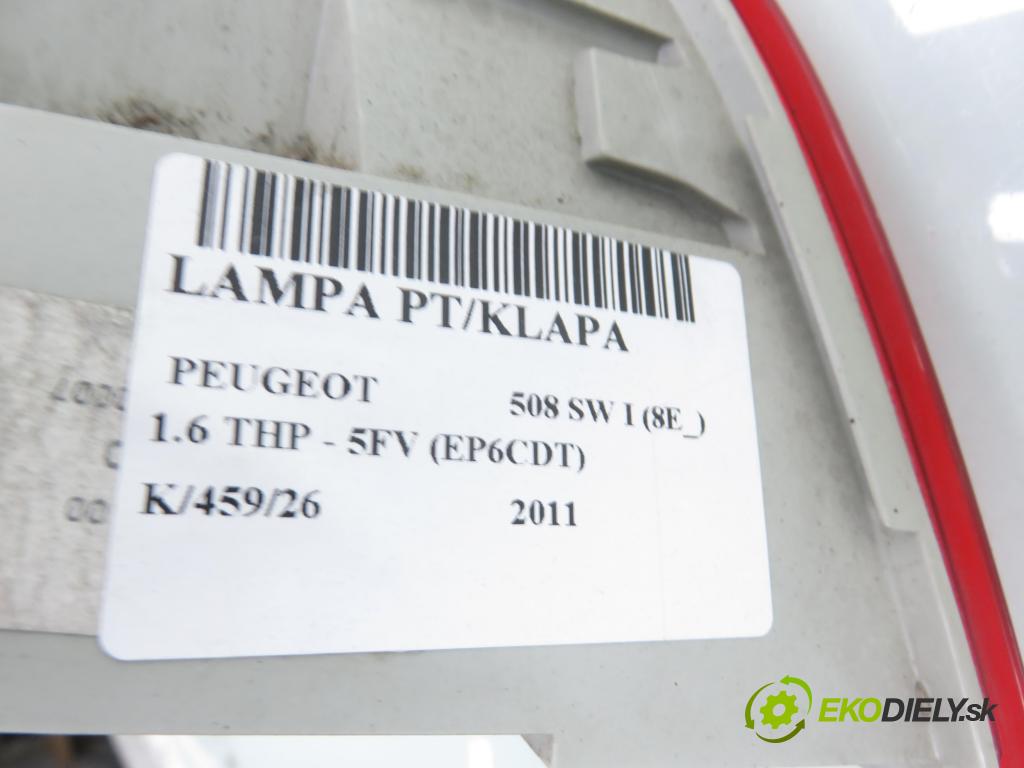 LAMPA PT/KLAPA
PEUGEOT 508 SW I (8E_)
1.6 THP - 5FV (EP6CDT)
K/459/26 2011
EKODIELY.sk